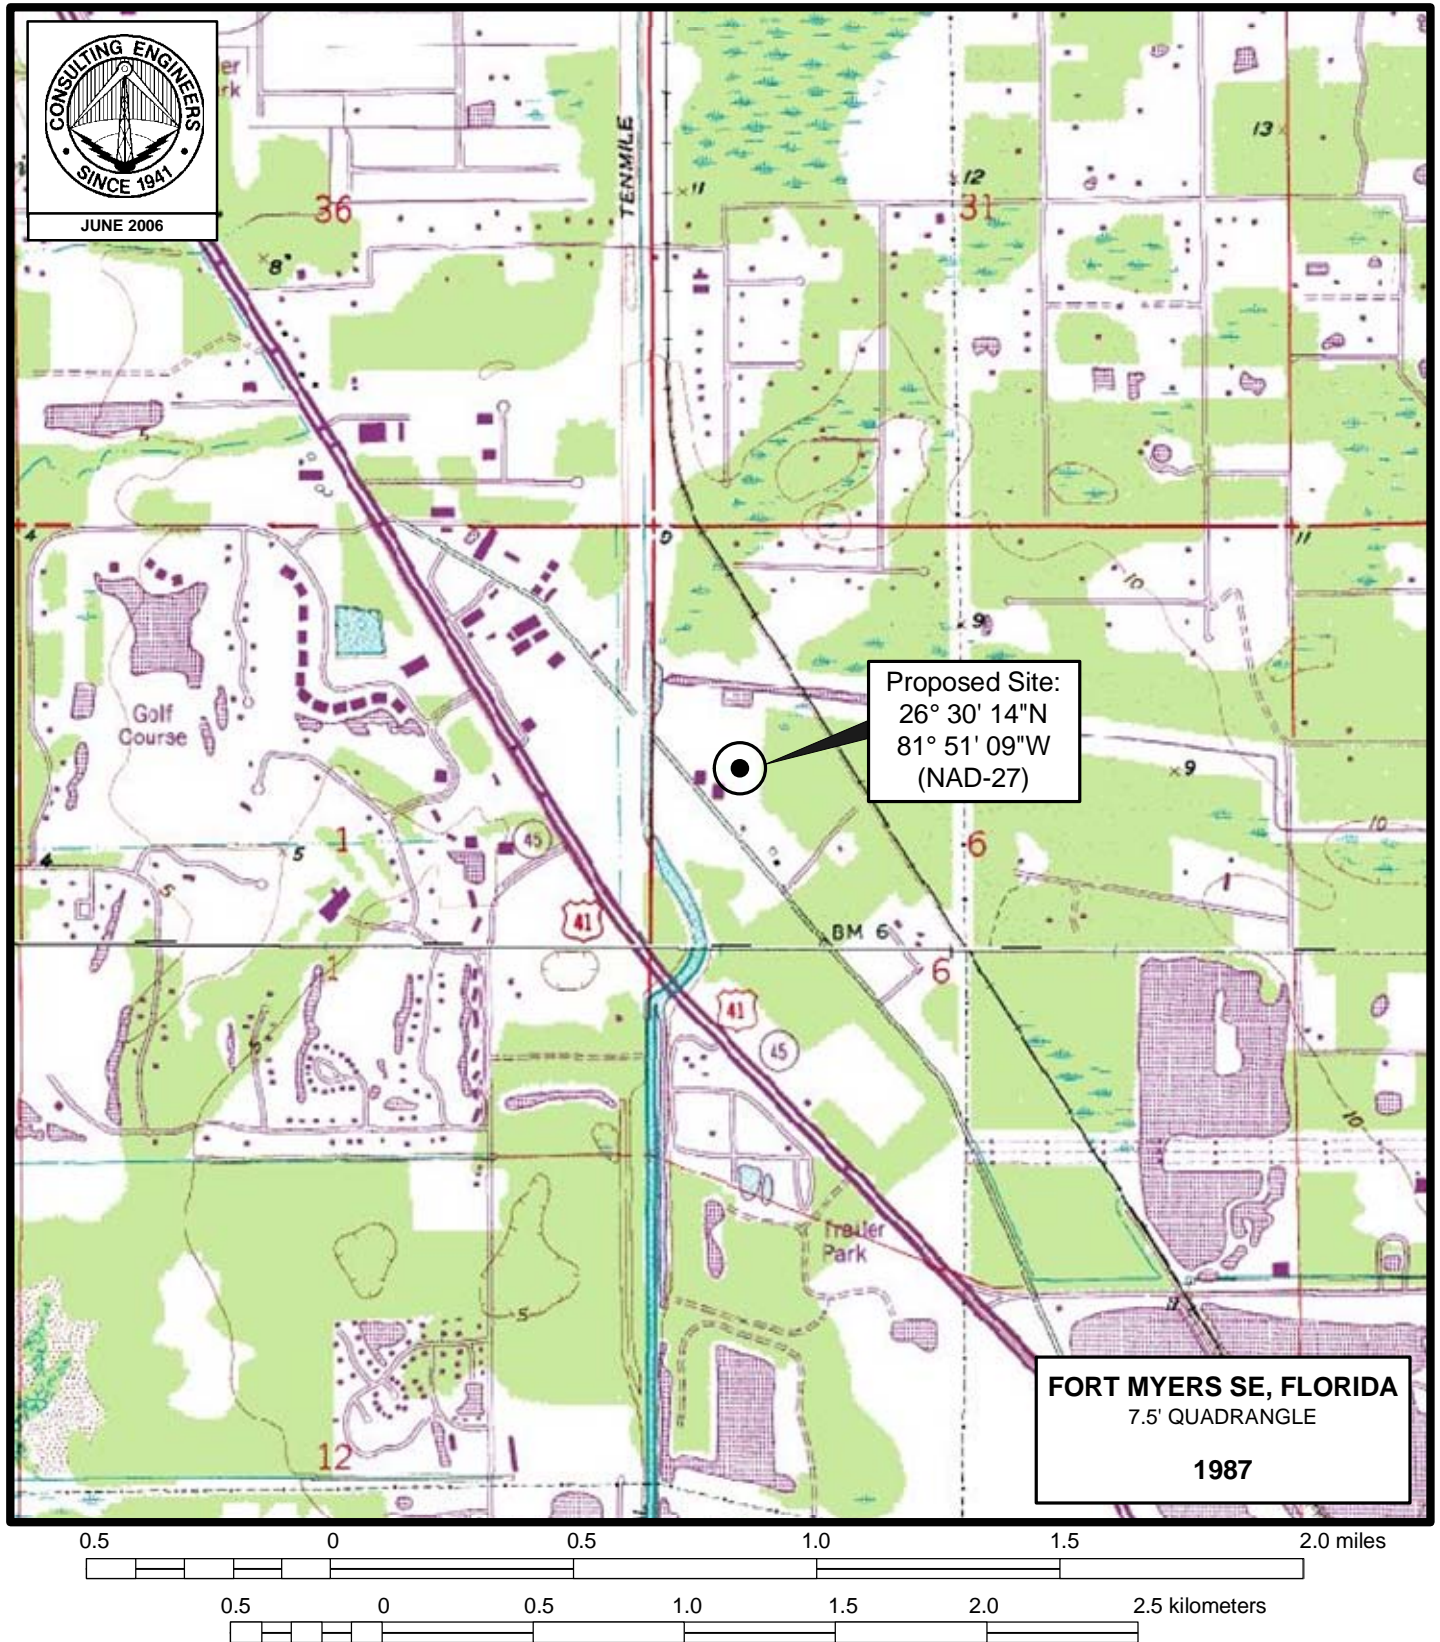 CONSULTING ENGINEERS
• SINCE 1941 •
JUNE 2006
er
rk
36
TENMILE
11
12
31
13
8
5
4
9
11
10
9
Golf
Course
Proposed Site:
26° 30' 14"N
81° 51' 09"W
(NAD-27)
9
45
1
5
4
5
6
10
41
BM 6
1
6
41
45
10
Trailer
Park
5
12
FORT MYERS SE, FLORIDA
7.5' QUADRANGLE
1987
0.5 0 0.5 1.0 1.5 2.0 miles
0.5 0 0.5 1.0 1.5 2.0 2.5 kilometers